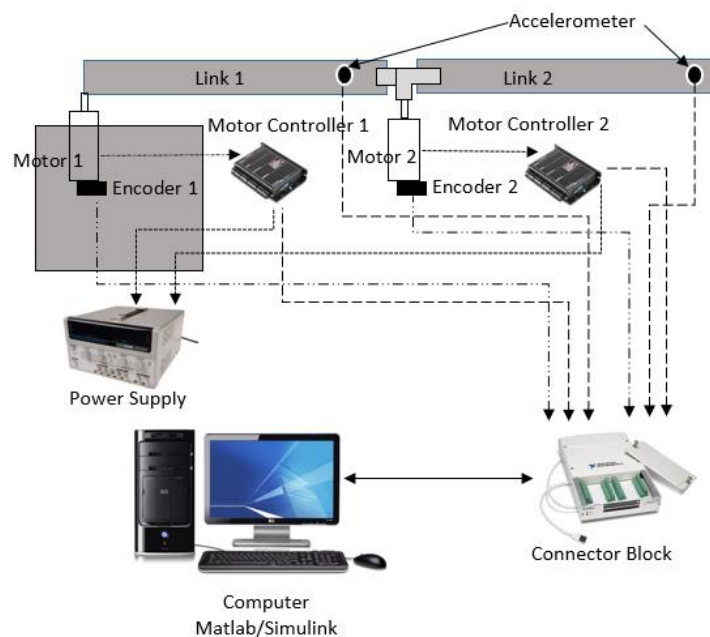 Accelerometer
Link 1
Link 2
Motor Controller 1
Motor Controller 2
Motor 1
Motor 2
Encoder 1
Encoder 2
Power Supply
Connector Block
Computer
Matlab/Simulink